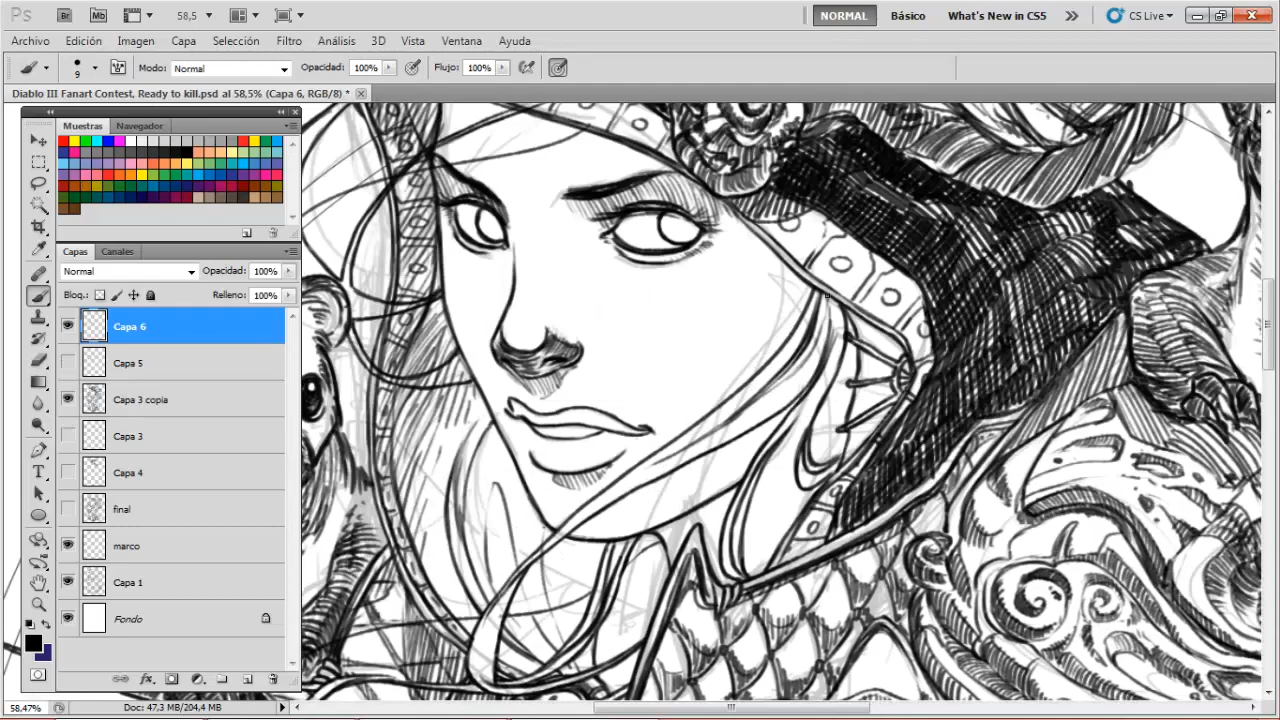 Ps Br Mb 58,5 NORMAL Básico What's New in CS5 CS Live
Archivo Edición Imagen Capa Selección Filtro Análisis 3D Vista Ventana Ayuda
9 Modo: Normal Opacidad: 100% Flujo: 100%
Diablo III Fanart Contest, Ready to kill.psd al 58,5% (Capa 6, RGB/8) *
Muestras Navegador
Capas Canales
Normal Opacidad: 100%
Bloq.: Relleno: 100%
Capa 6
Capa 5
Capa 3 copia
Capa 3
Capa 4
final
marco
Capa 1
Fondo
58.47% Doc: 47,3 MB/204,4 MB